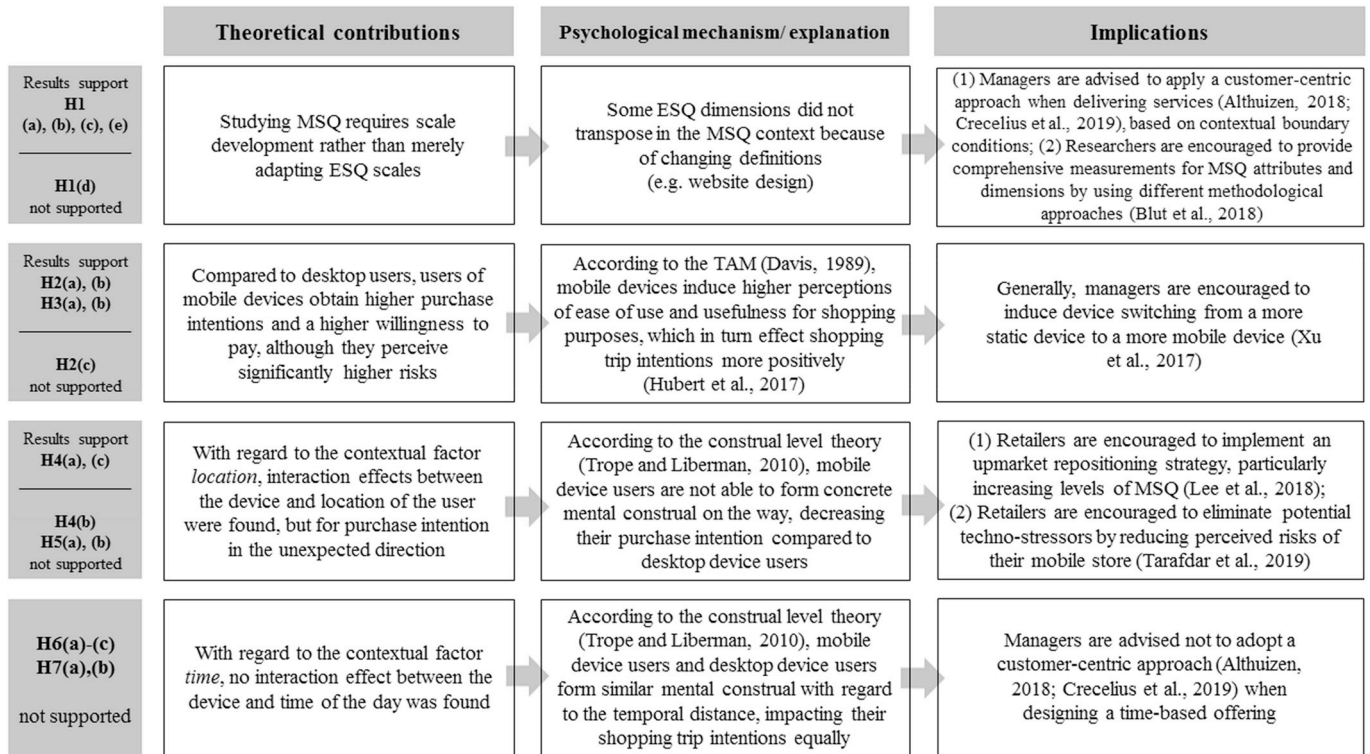 Theoretical contributions
Psychological mechanism/ explanation
Implications
Results support
H1
(a), (b), (c), (e)
H1(d)
not supported
Studying MSQ requires scale
development rather than merely
adapting ESQ scales
Some ESQ dimensions did not
transpose in the MSQ context because
of changing definitions
(e.g. website design)
(1) Managers are advised to apply a customer-centric
approach when delivering services (Althuizen, 2018;
Crecelius et al., 2019), based on contextual boundary
conditions; (2) Researchers are encouraged to provide
comprehensive measurements for MSQ attributes and
dimensions by using different methodological
approaches (Blut et al., 2018)
Results support
H2(a), (b)
H3(a), (b)
H2(c)
not supported
Compared to desktop users, users of
mobile devices obtain higher purchase
intentions and a higher willingness to
pay, although they perceive
significantly higher risks
According to the TAM (Davis, 1989),
mobile devices induce higher perceptions
of ease of use and usefulness for shopping
purposes, which in turn effect shopping
trip intentions more positively
(Hubert et al., 2017)
Generally, managers are encouraged to
induce device switching from a more
static device to a more mobile device (Xu
et al., 2017)
Results support
H4(a), (c)
H4(b)
H5(a), (b)
not supported
With regard to the contextual factor
location, interaction effects between
the device and location of the user
were found, but for purchase intention
in the unexpected direction
According to the construal level theory
(Trope and Liberman, 2010), mobile
device users are not able to form concrete
mental construal on the way, decreasing
their purchase intention compared to
desktop device users
(1) Retailers are encouraged to implement an
upmarket repositioning strategy, particularly
increasing levels of MSQ (Lee et al., 2018);
(2) Retailers are encouraged to eliminate potential
techno-stressors by reducing perceived risks of
their mobile store (Tarafdar et al., 2019)
H6(a)-(c)
H7(a),(b)
not supported
With regard to the contextual factor
time, no interaction effect between the
device and time of the day was found
According to the construal level theory
(Trope and Liberman, 2010), mobile
device users and desktop device users
form similar mental construal with regard
to the temporal distance, impacting their
shopping trip intentions equally
Managers are advised not to adopt a
customer-centric approach (Althuizen,
2018; Crecelius et al., 2019) when
designing a time-based offering